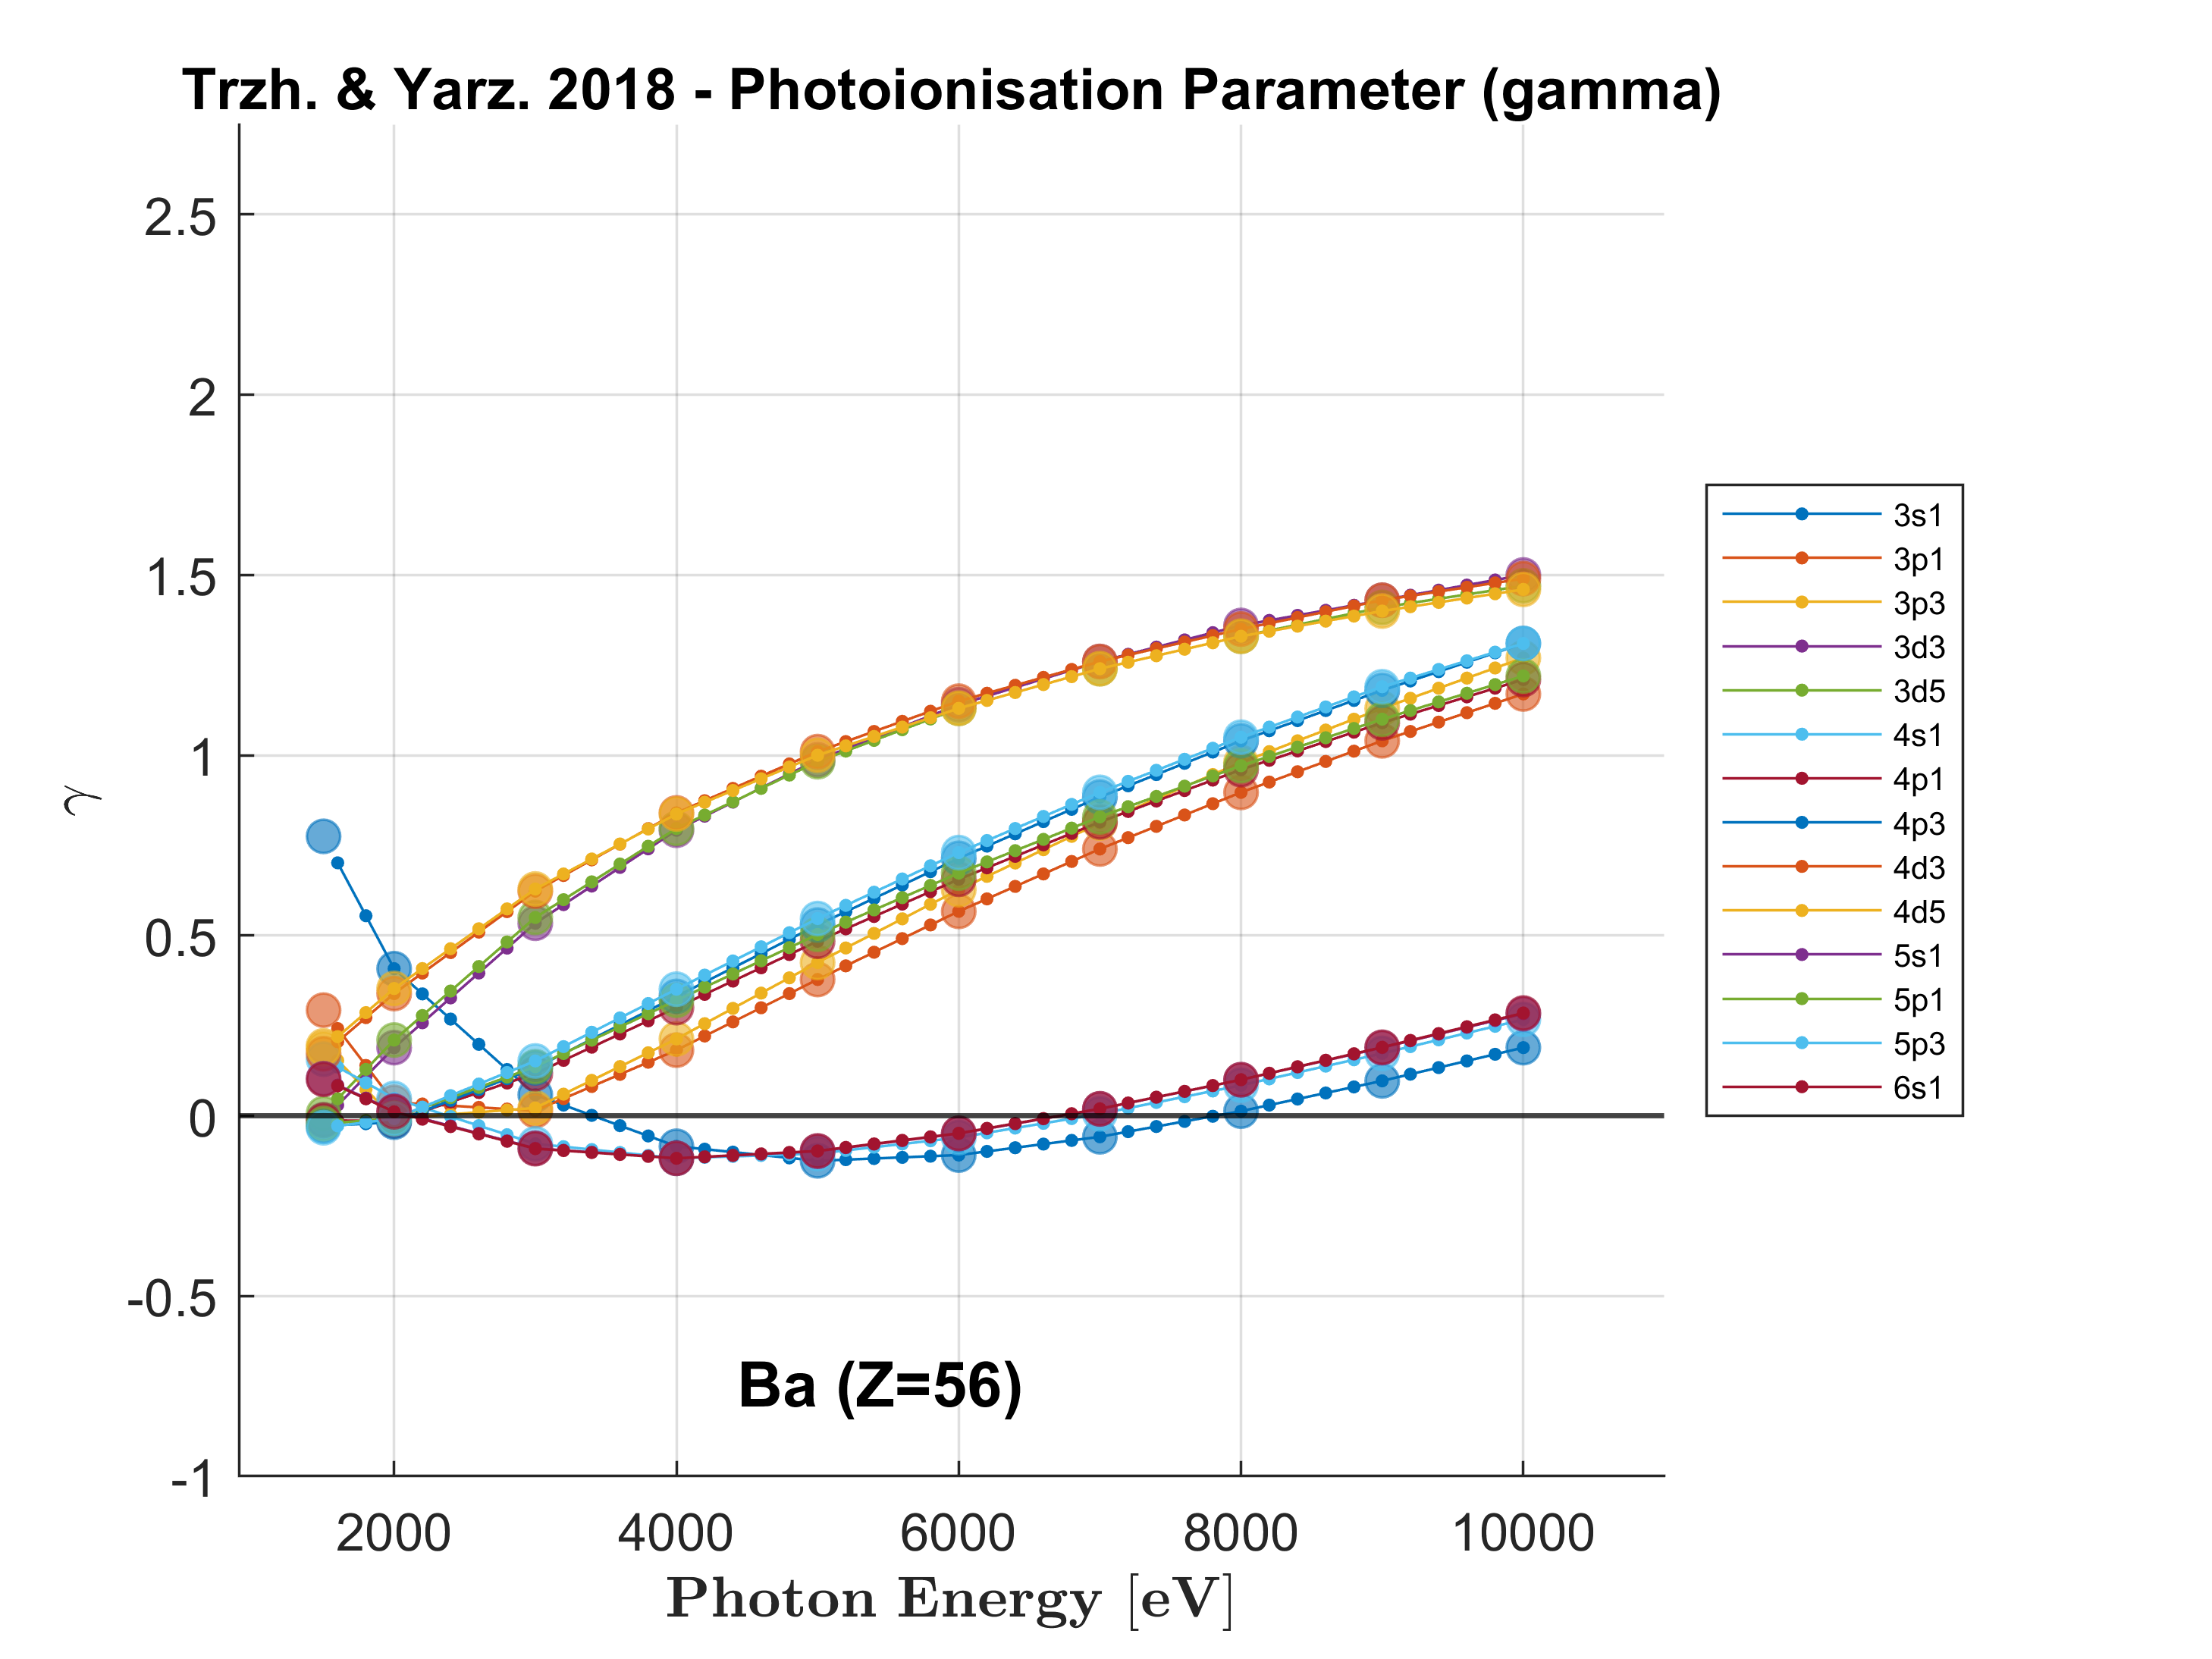 Trzh. & Yarz. 2018 - Photoionisation Parameter (gamma)
2.5
2
1.5
1
0.5
0
-0.5
-1
γ
2000 4000 6000 8000 10000
Photon Energy [eV]
Ba (Z=56)
3s1
3p1
3p3
3d3
3d5
4s1
4p1
4p3
4d3
4d5
5s1
5p1
5p3
6s1